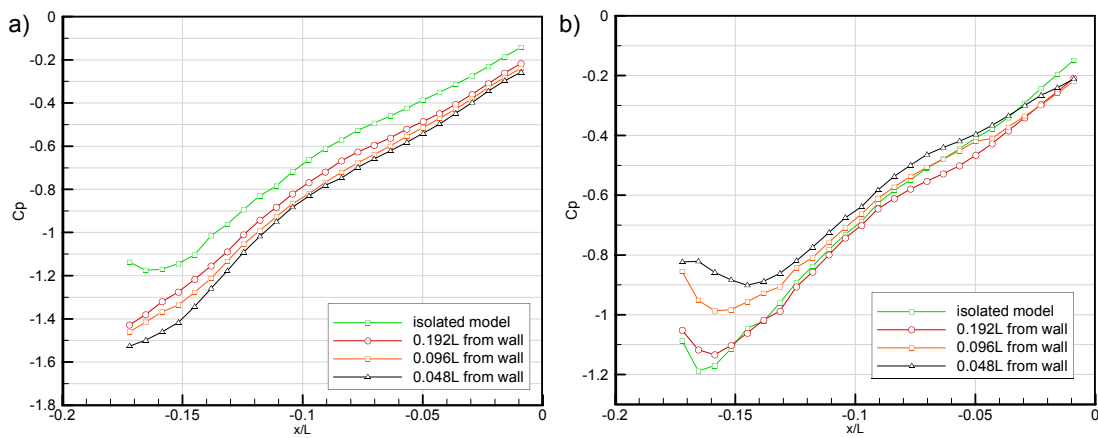 a)
0
-0.2
-0.4
-0.6
-0.8
-1
-1.2
-1.4
-1.6
-1.8
Cp
-0.2
-0.15
-0.1
-0.05
0
x/L
isolated model
0.192L from wall
0.096L from wall
0.048L from wall
b)
0
-0.2
-0.4
-0.6
-0.8
-1
-1.2
Cp
-0.2
-0.15
-0.1
-0.05
0
x/L
isolated model
0.192L from wall
0.096L from wall
0.048L from wall